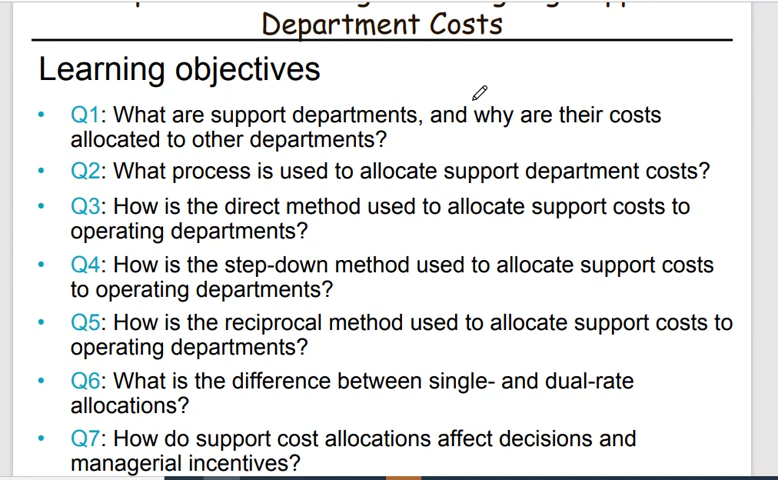 Department Costs
Learning objectives
• Q1: What are support departments, and why are their costs
allocated to other departments?
• Q2: What process is used to allocate support department costs?
• Q3: How is the direct method used to allocate support costs to
operating departments?
• Q4: How is the step-down method used to allocate support costs
to operating departments?
• Q5: How is the reciprocal method used to allocate support costs to
operating departments?
• Q6: What is the difference between single- and dual-rate
allocations?
• Q7: How do support cost allocations affect decisions and
managerial incentives?